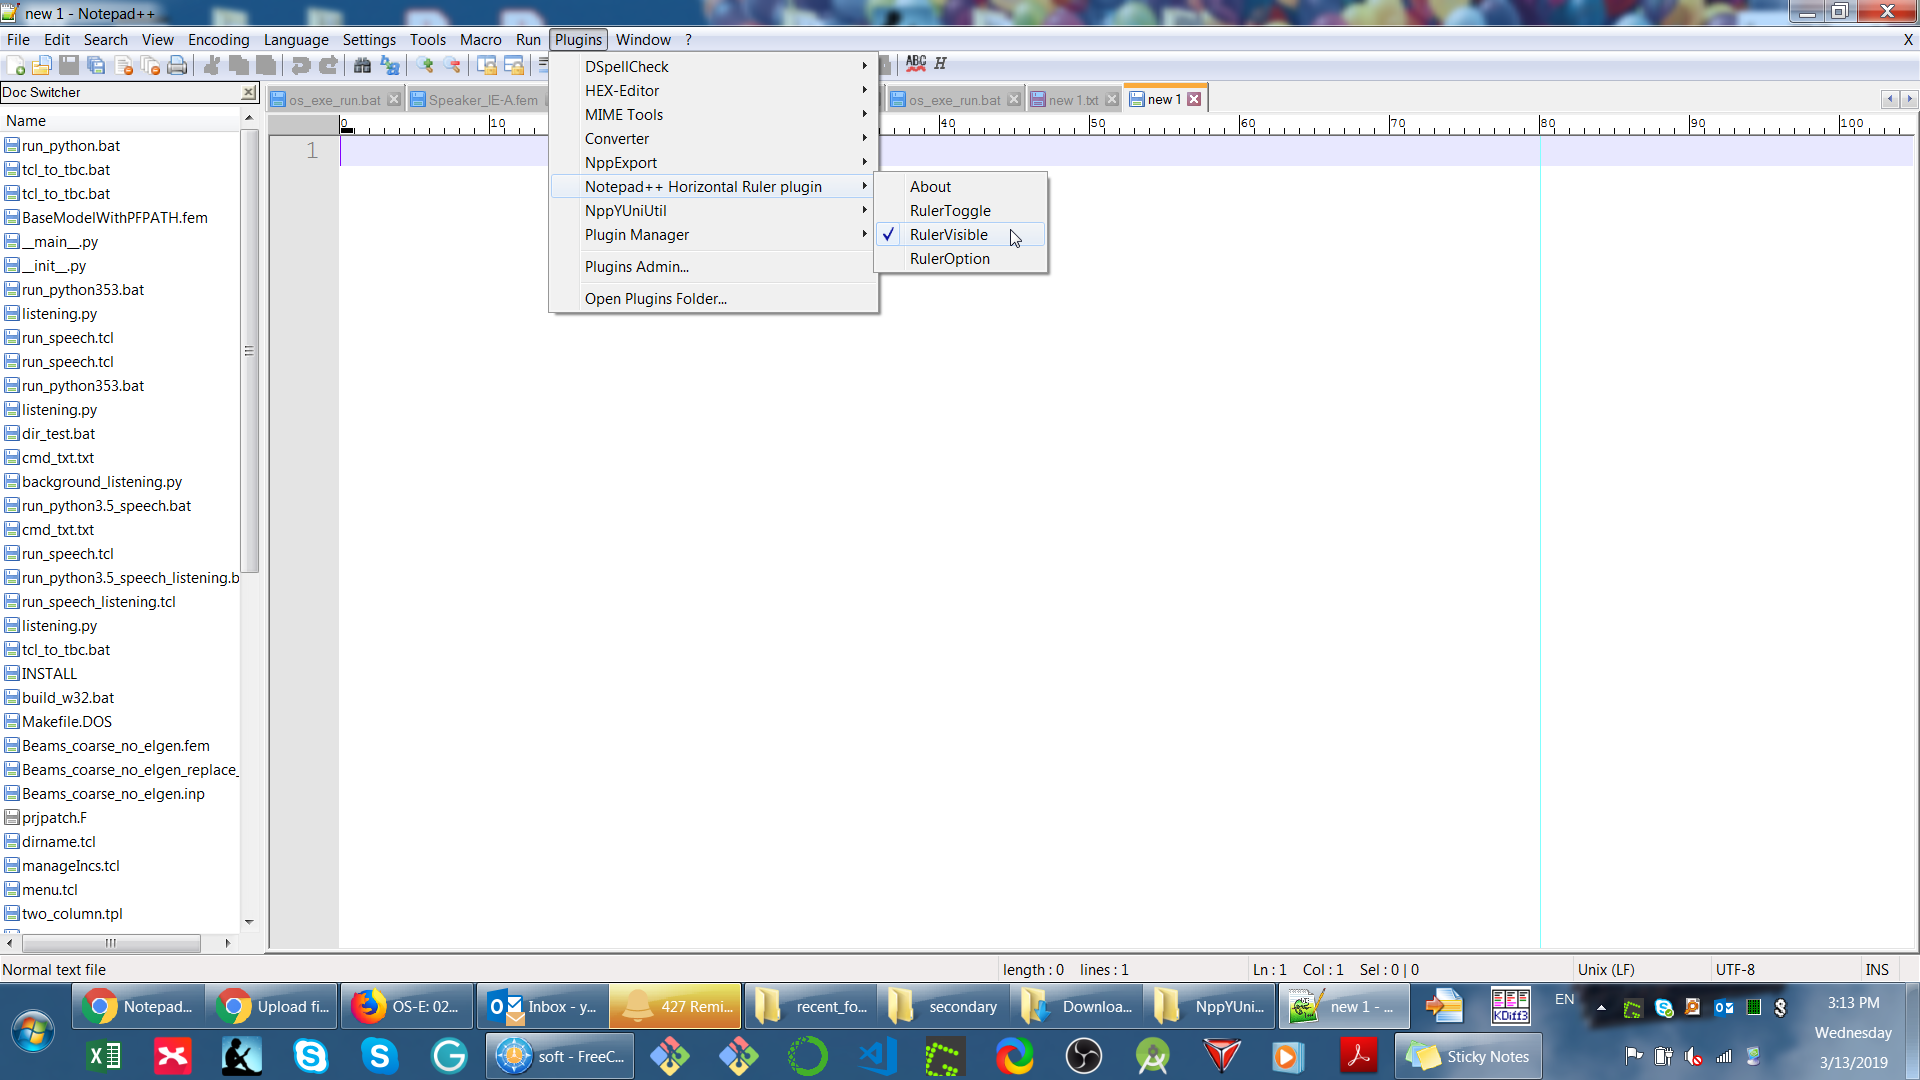 new 1 - Notepad++
File Edit Search View Encoding Language Settings Tools Macro Run Plugins Window ? X
ABC H
Doc Switcher
Name
run_python.bat
tcl_to_tbc.bat
tcl_to_tbc.bat
BaseModelWithPFPATH.fem
__main__.py
__init__.py
run_python353.bat
listening.py
run_speech.tcl
run_speech.tcl
run_python353.bat
listening.py
dir_test.bat
cmd_txt.txt
background_listening.py
run_python3.5_speech.bat
cmd_txt.txt
run_speech.tcl
run_python3.5_speech_listening.b
run_speech_listening.tcl
listening.py
tcl_to_tbc.bat
INSTALL
build_w32.bat
Makefile.DOS
Beams_coarse_no_elgen.fem
Beams_coarse_no_elgen_replace_
Beams_coarse_no_elgen.inp
prjpatch.F
dirname.tcl
manageIncs.tcl
menu.tcl
two_column.tpl
os_exe_run.bat Speaker_IE-A.fem os_exe_run.bat new 1.txt new 1
0 10 40 50 60 70 80 90 100
1
DSpellCheck
HEX-Editor
MIME Tools
Converter
NppExport
Notepad++ Horizontal Ruler plugin
NppYUniUtil
Plugin Manager
Plugins Admin...
Open Plugins Folder...
About
RulerToggle
RulerVisible
RulerOption
Normal text file length : 0 lines : 1 Ln : 1 Col : 1 Sel : 0 | 0 Unix (LF) UTF-8 INS
Notepad... Upload fi... OS-E: 02... Inbox - y... 427 Remi... recent_fo... secondary Downloa... NppYUni... new 1 - ... KDiff3 EN
soft - FreeC... Sticky Notes
3:13 PM
Wednesday
3/13/2019